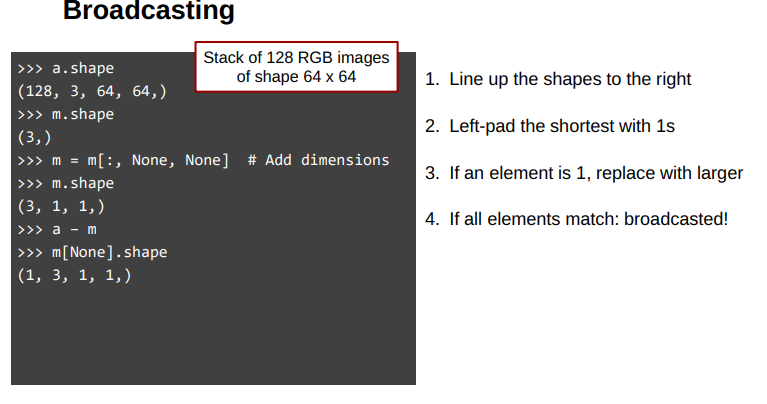 Broadcasting
Stack of 128 RGB images
of shape 64 x 64
>>> a.shape
(128, 3, 64, 64,)
>>> m.shape
(3,)
>>> m = m[:, None, None]  # Add dimensions
>>> m.shape
(3, 1, 1,)
>>> a – m
>>> m[None].shape
(1, 3, 1, 1,)
1. Line up the shapes to the right
2. Left-pad the shortest with 1s
3. If an element is 1, replace with larger
4. If all elements match: broadcasted!